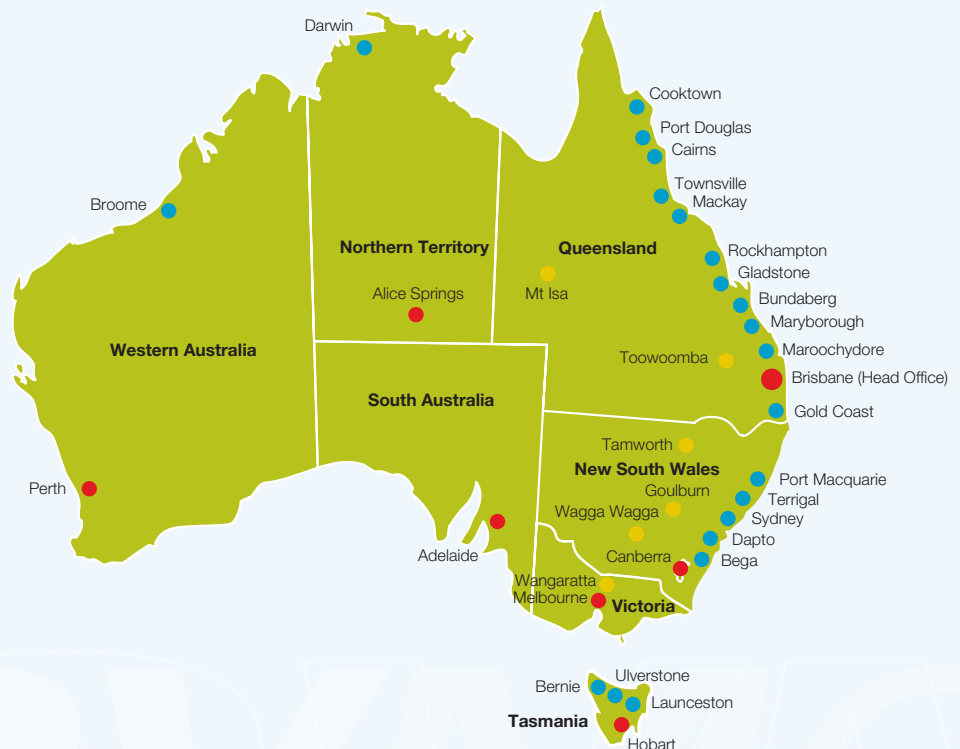 Darwin
Cooktown
Port Douglas
Cairns
Townsville
Mackay
Broome
Northern Territory
Queensland
Rockhampton
Gladstone
Alice Springs
Mt Isa
Bundaberg
Maryborough
Western Australia
Toowoomba
Maroochydore
Brisbane (Head Office)
South Australia
Gold Coast
Tamworth
New South Wales
Port Macquarie
Perth
Goulburn
Terrigal
Wagga Wagga
Sydney
Dapto
Adelaide
Canberra
Bega
Wangaratta
Melbourne
Victoria
Ulverstone
Bernie
Launceston
Tasmania
Hobart